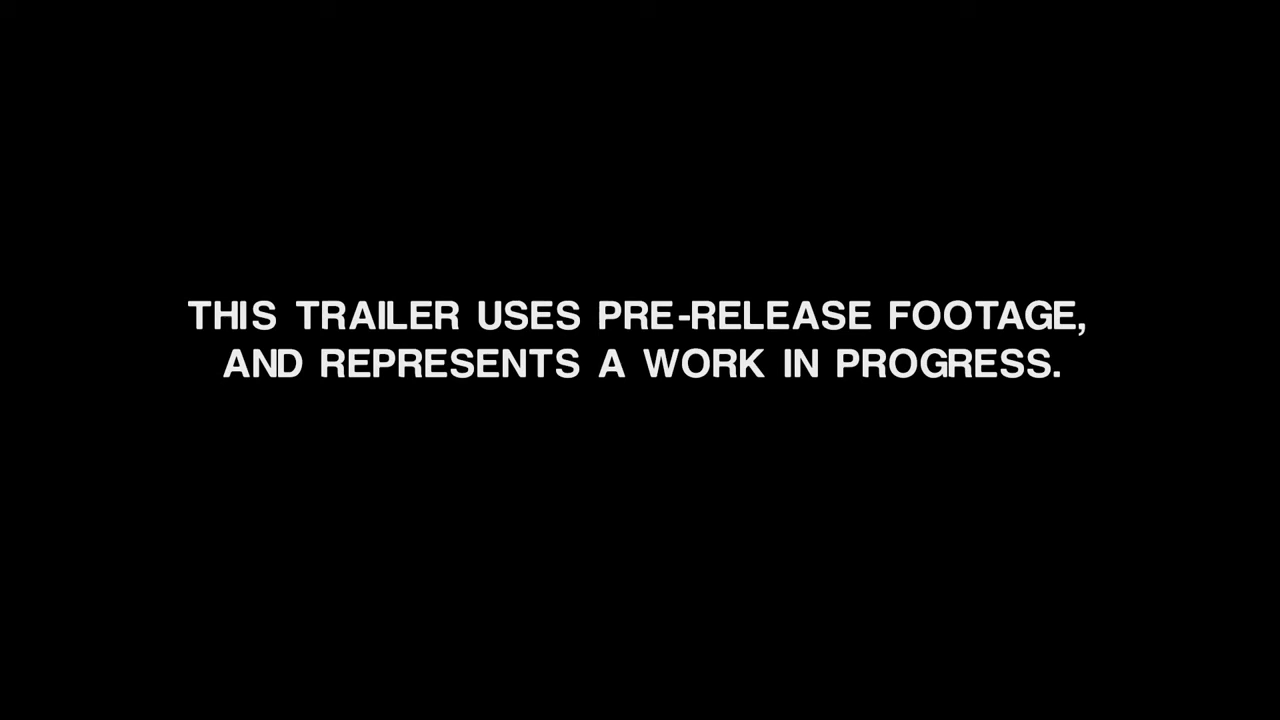 THIS TRAILER USES PRE-RELEASE FOOTAGE,
AND REPRESENTS A WORK IN PROGRESS.